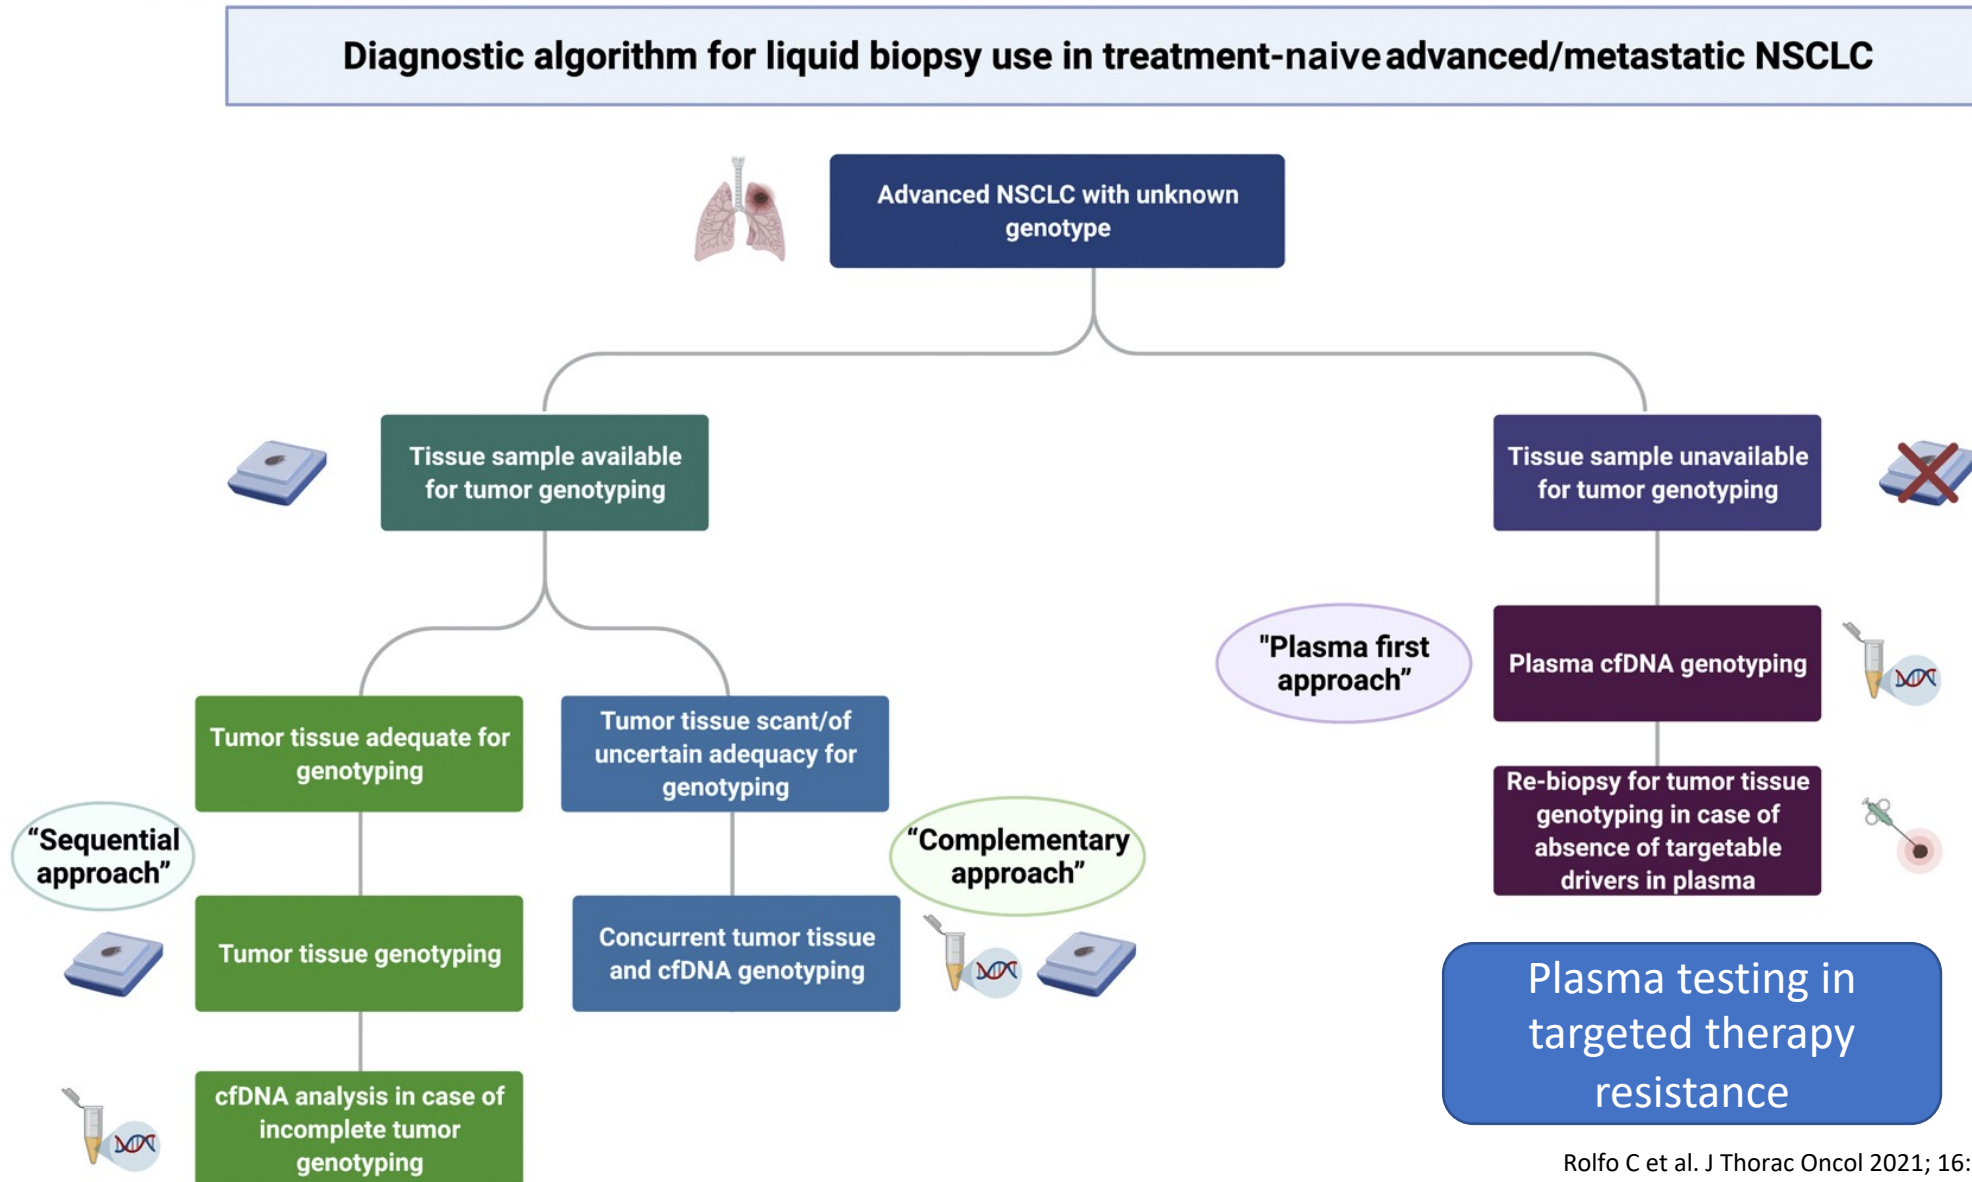 Diagnostic algorithm for liquid biopsy use in treatment-naive advanced/metastatic NSCLC
Advanced NSCLC with unknown
genotype
Tissue sample available
for tumor genotyping
Tissue sample unavailable
for tumor genotyping
"Plasma first
approach”
Plasma cfDNA genotyping
Tumor tissue adequate for
genotyping
Tumor tissue scant/of
uncertain adequacy for
genotyping
Re-biopsy for tumor tissue
genotyping in case of
absence of targetable
drivers in plasma
“Sequential
approach”
“Complementary
approach”
Tumor tissue genotyping
Concurrent tumor tissue
and cfDNA genotyping
Plasma testing in
targeted therapy
resistance
cfDNA analysis in case of
incomplete tumor
genotyping
Rolfo C et al. J Thorac Oncol 2021; 16: